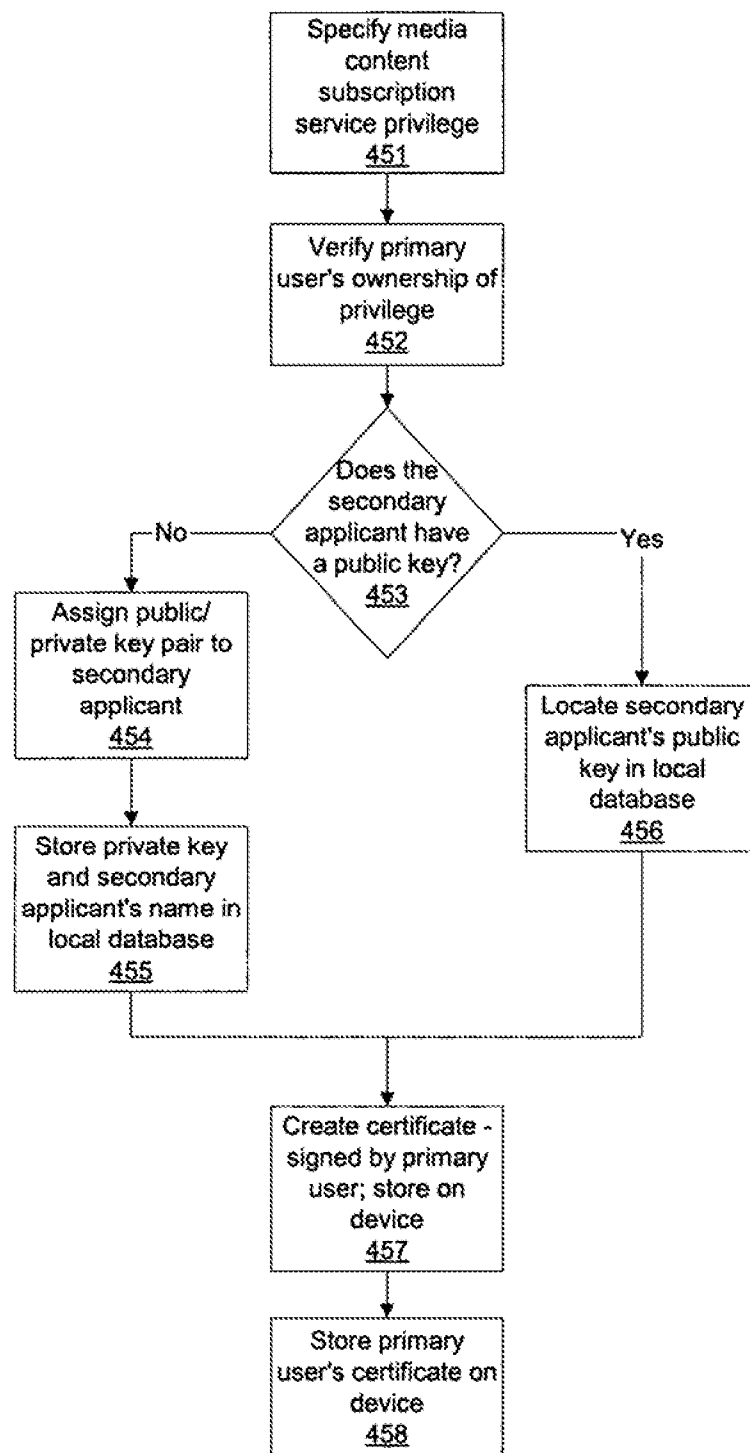 Specify media
content
subscription
service privilege
451
Verify primary
user's ownership of
privilege
452
Does the
secondary
applicant have
a public key?
453
No
Yes
Assign public/
private key pair to
secondary
applicant
454
Locate secondary
applicant's public
key in local
database
456
Store private key
and secondary
applicant's name in
local database
455
Create certificate -
signed by primary
user; store on
device
457
Store primary
user's certificate on
device
458